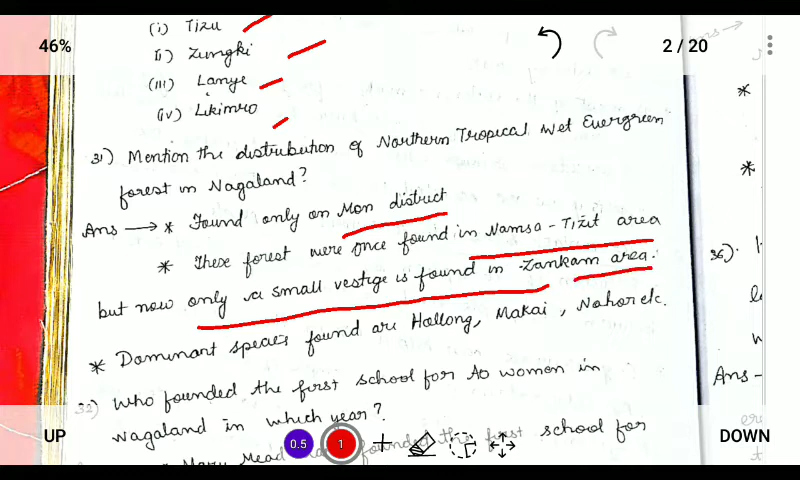 (i) Tizu
46%
2 / 20
ii) Zungki
(iii) Lanye
(iv) Likimro
31) Mention the distribution of Northern Tropical Wet Evergreen
forest in Nagaland?
Ans → * Found only on Mon district
* These forest were once found in Namsa - Tizit area
but now only a small vestige is found in Zankam area.
* Dominant species found are Hollong, Makai, Nahor etc.
32) Who founded the first school for AO women in
Nagaland in which year?
Mary Mead founded the first school for
36).
Ans -
UP
0.5
1
DOWN